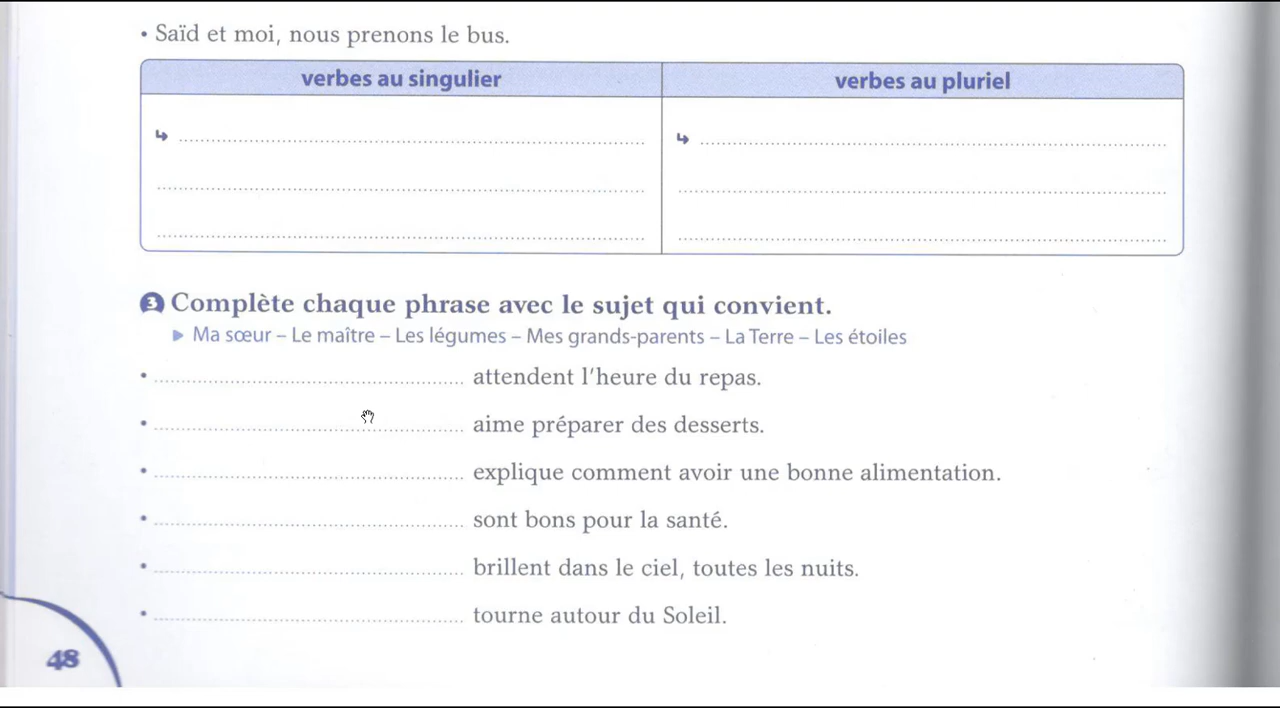 • Saïd et moi, nous prenons le bus.
verbes au singulier
verbes au pluriel
❸ Complète chaque phrase avec le sujet qui convient.
▶ Ma sœur – Le maître – Les légumes – Mes grands-parents – La Terre – Les étoiles
• ........................................ attendent l'heure du repas.
• ........................................ aime préparer des desserts.
• ........................................ explique comment avoir une bonne alimentation.
• ........................................ sont bons pour la santé.
• ........................................ brillent dans le ciel, toutes les nuits.
• ........................................ tourne autour du Soleil.
48